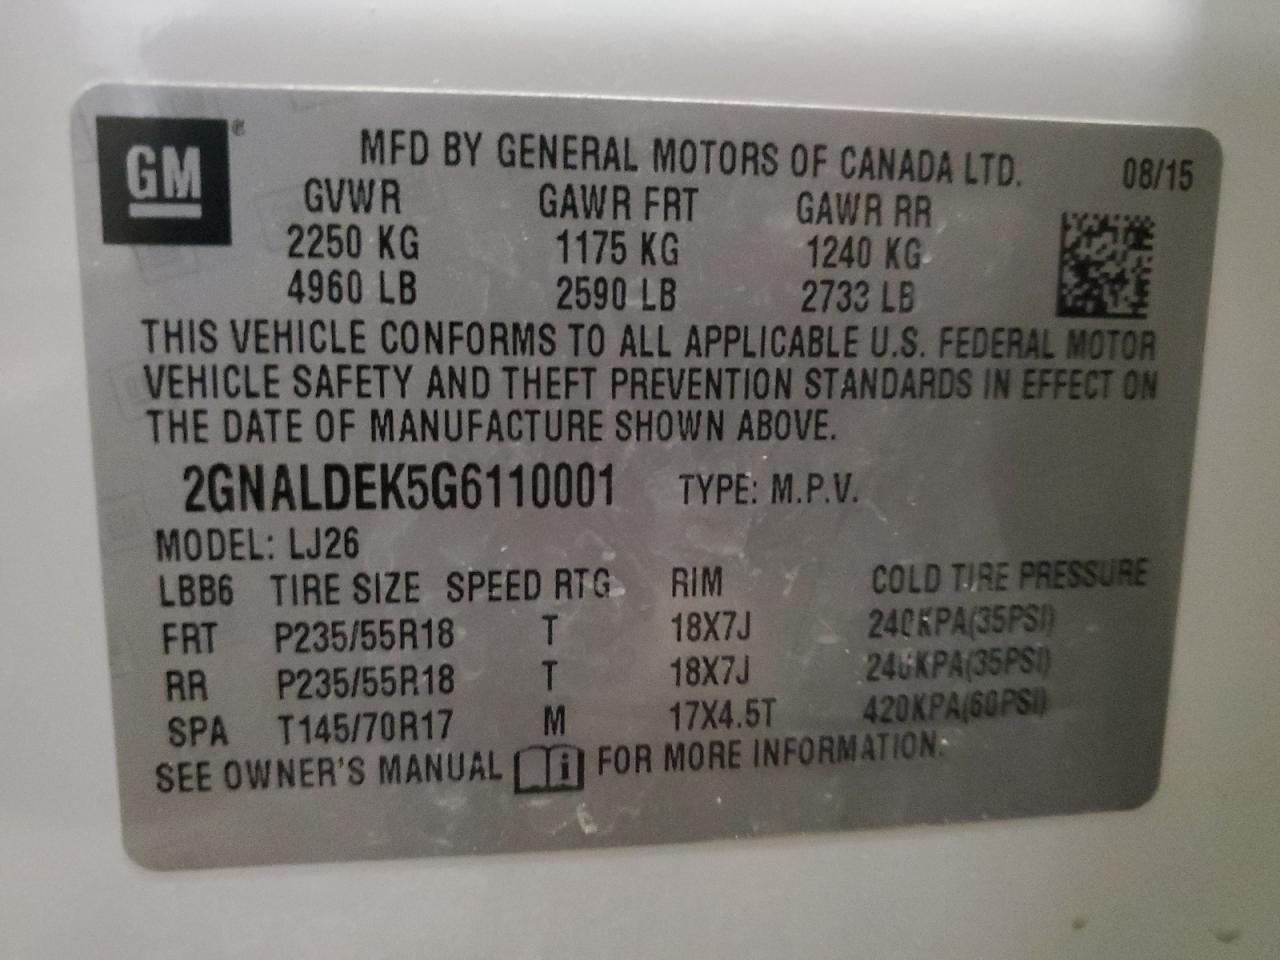 GM®
MFD BY GENERAL MOTORS OF CANADA LTD. 08/15
GVWR GAWR FRT GAWR RR
2250 KG 1175 KG 1240 KG
4960 LB 2590 LB 2733 LB
THIS VEHICLE CONFORMS TO ALL APPLICABLE U.S. FEDERAL MOTOR
VEHICLE SAFETY AND THEFT PREVENTION STANDARDS IN EFFECT ON
THE DATE OF MANUFACTURE SHOWN ABOVE.
2GNALDEK5G6110001 TYPE: M.P.V.
MODEL: LJ26
LBB6 TIRE SIZE SPEED RTG RIM COLD TIRE PRESSURE
FRT P235/55R18 T 18X7J 240KPA(35PSI)
RR P235/55R18 T 18X7J 240KPA(35PSI)
SPA T145/70R17 M 17X4.5T 420KPA(60PSI)
SEE OWNER'S MANUAL i FOR MORE INFORMATION.